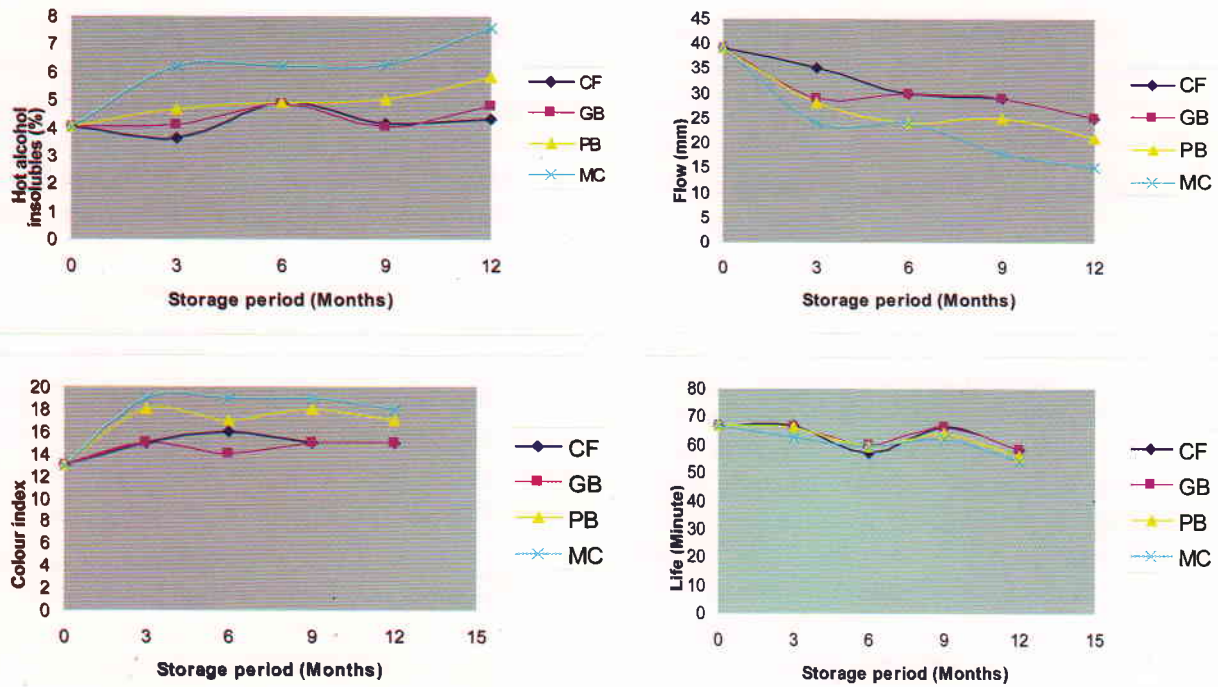 8
7
6
5
4
3
2
1
0
Hot alcohol
insolubles (%)
0 3 6 9 12
Storage period (Months)
CF
GB
PB
MC
45
40
35
30
25
20
15
10
5
0
Flow (mm)
0 3 6 9 12
Storage period (Months)
CF
GB
PB
MC
20
18
16
14
12
10
8
6
4
2
0
Colour index
0 3 6 9 12 15
Storage period (Months)
CF
GB
PB
MC
80
70
60
50
40
30
20
10
0
Life (Minute)
0 3 6 9 12 15
Storage period (Months)
CF
GB
PB
MC